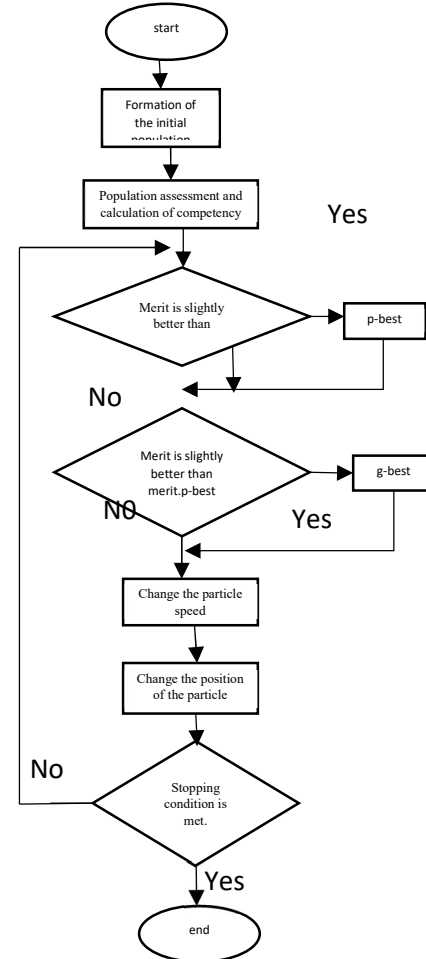 start
Formation of
the initial
population
Population assessment and
calculation of competency
Yes
Merit is slightly
better than
p-best
No
Merit is slightly
better than
merit.p-best
g-best
N0
Yes
Change the particle
speed
Change the position
of the particle
No
Stopping
condition is
met.
Yes
end